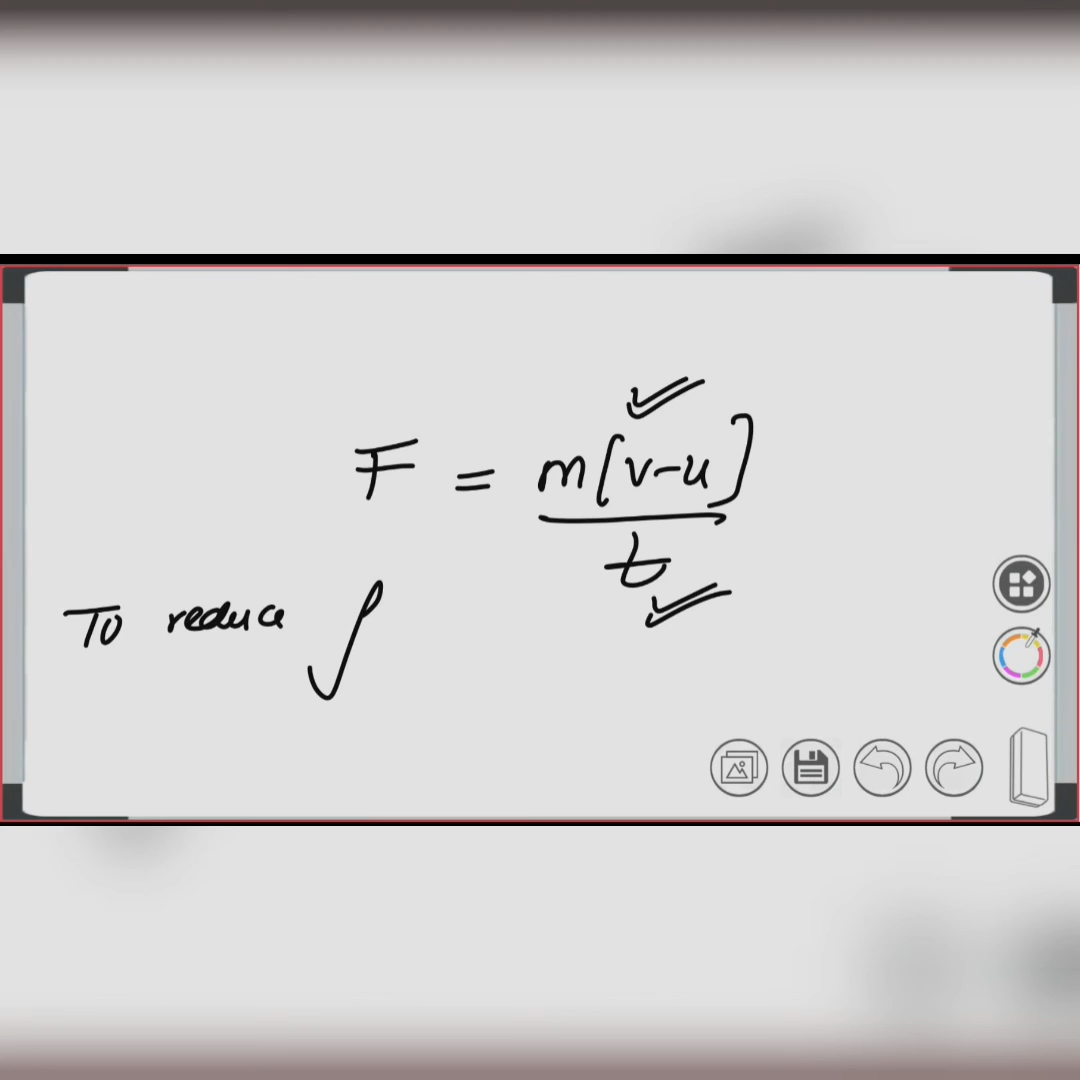 F = m[v-u]
t
To reduce